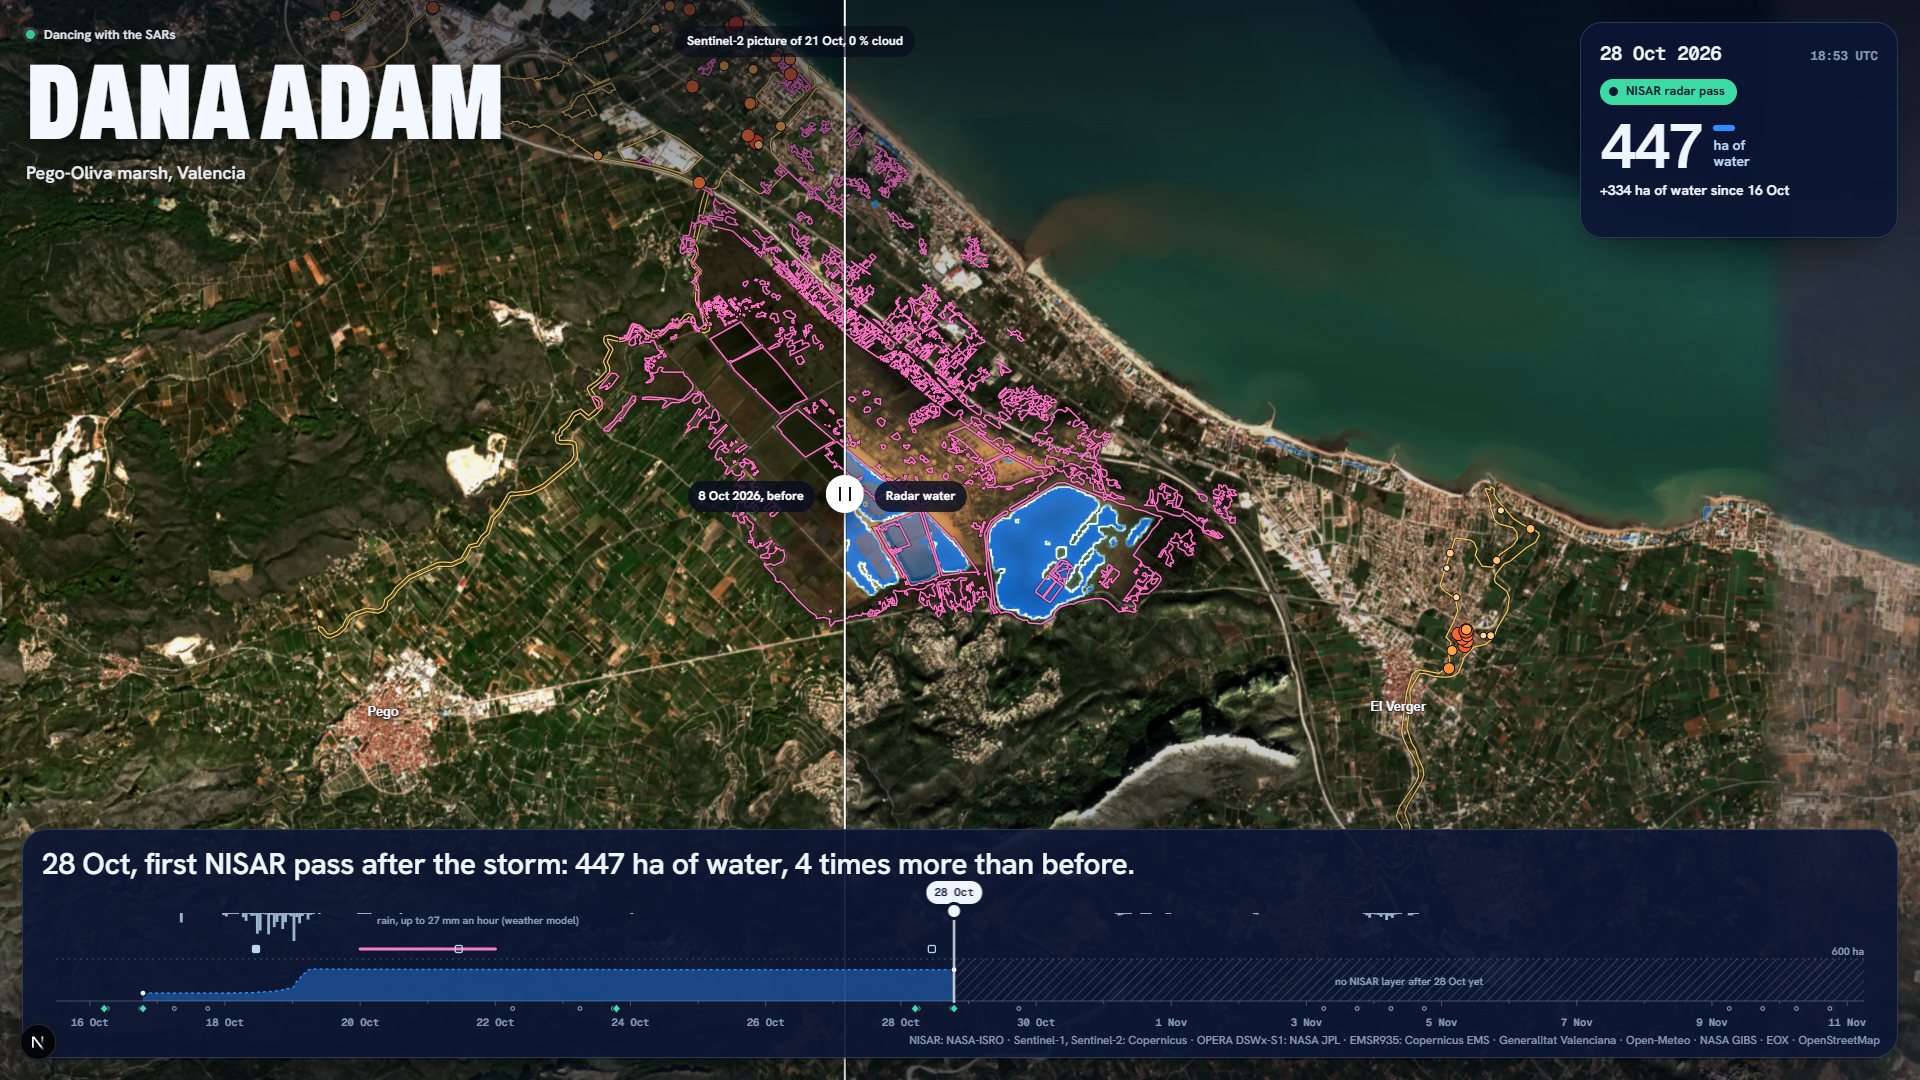 Dancing with the SARs
DANA ADAM
Pego-Oliva marsh, Valencia
Sentinel-2 picture of 21 Oct, 0 % cloud
28 Oct 2026
18:53 UTC
NISAR radar pass
447
ha of
water
+334 ha of water since 16 Oct
8 Oct 2026, before
Radar water
Pego
El Verger
28 Oct, first NISAR pass after the storm: 447 ha of water, 4 times more than before.
28 Oct
rain, up to 27 mm an hour (weather model)
600 ha
no NISAR layer after 28 Oct yet
16 Oct 18 Oct 20 Oct 22 Oct 24 Oct 26 Oct 28 Oct 30 Oct 1 Nov 3 Nov 5 Nov 7 Nov 9 Nov 11 Nov
N
NISAR: NASA-ISRO · Sentinel-1, Sentinel-2: Copernicus · OPERA DSWx-S1: NASA JPL · EMSR935: Copernicus EMS · Generalitat Valenciana · Open-Meteo · NASA GIBS · EOX · OpenStreetMap